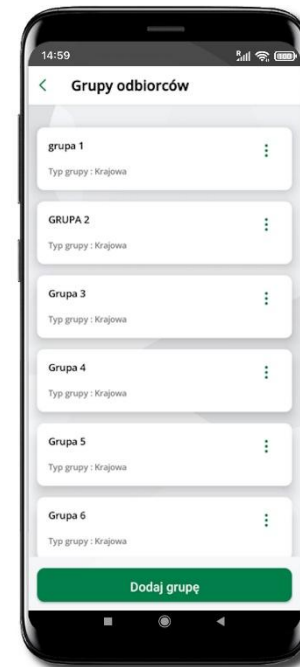 14:59
Grupy odbiorców
grupa 1
Typ grupy : Krajowa
GRUPA 2
Typ grupy : Krajowa
Grupa 3
Typ grupy : Krajowa
Grupa 4
Typ grupy : Krajowa
Grupa 5
Typ grupy : Krajowa
Grupa 6
Typ grupy : Krajowa
Dodaj grupę